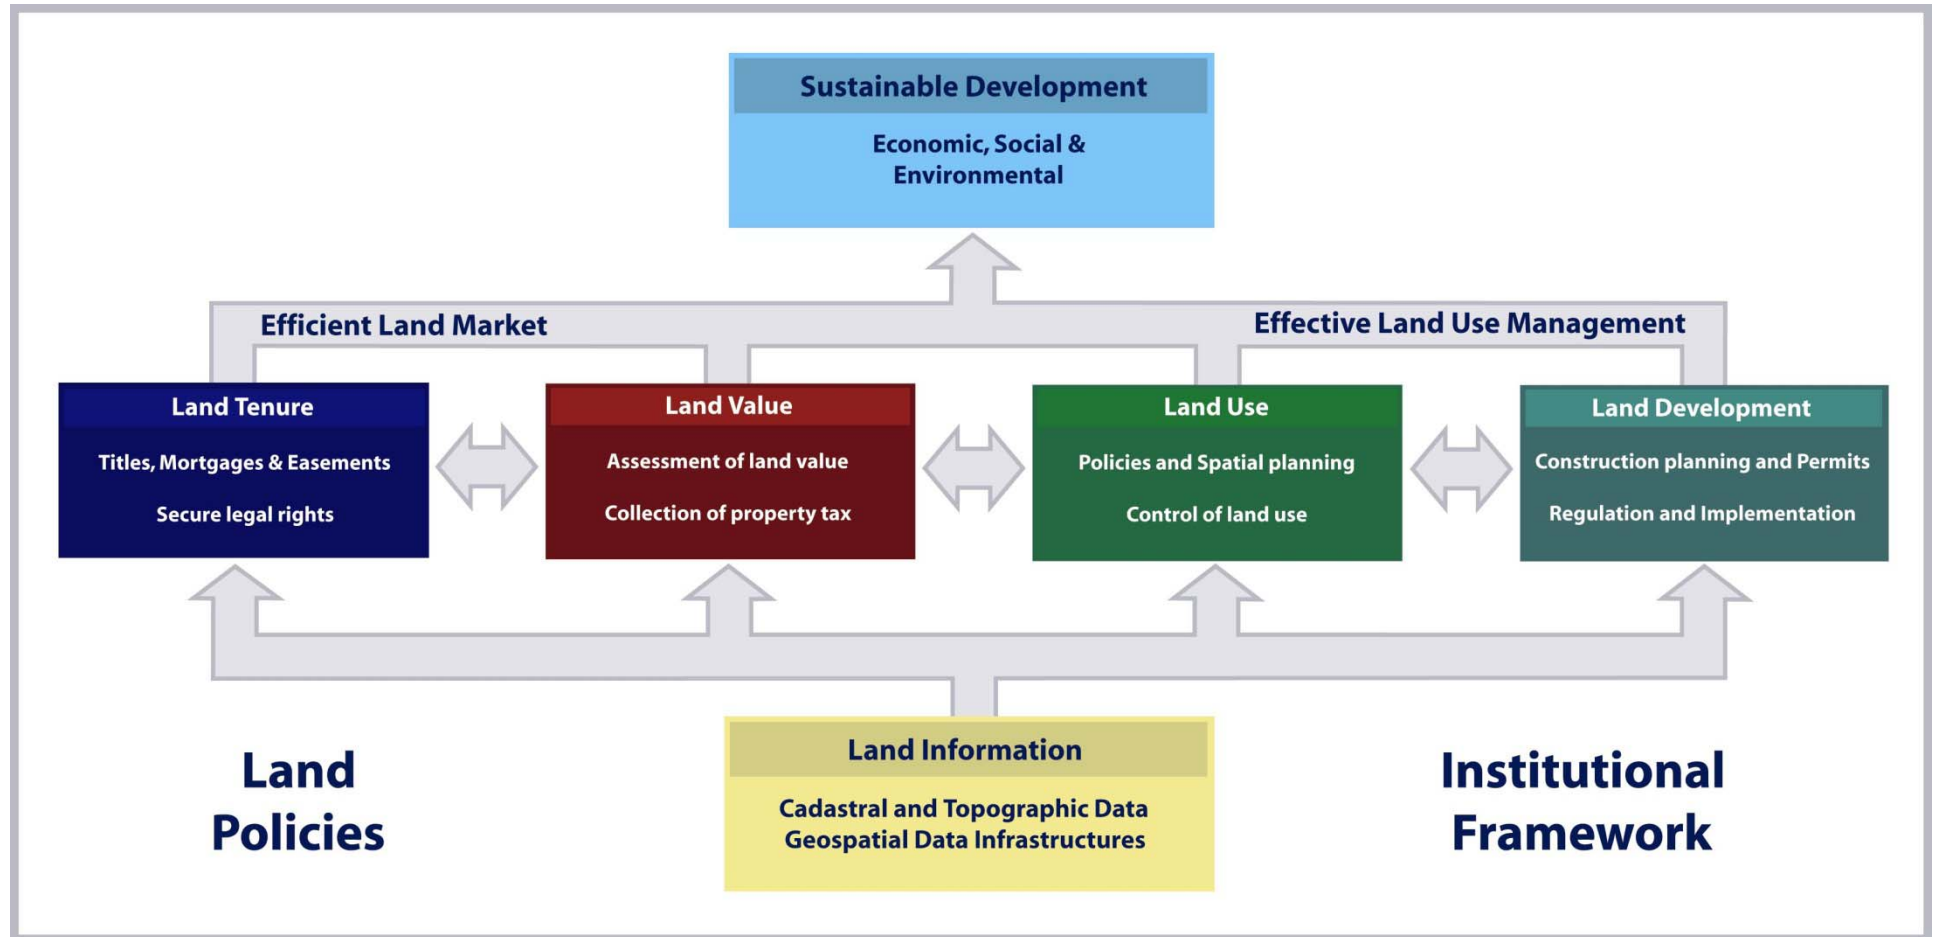 Sustainable Development
Economic, Social &
Environmental
Efficient Land Market
Effective Land Use Management
Land Tenure
Titles, Mortgages & Easements
Secure legal rights
Land Value
Assessment of land value
Collection of property tax
Land Use
Policies and Spatial planning
Control of land use
Land Development
Construction planning and Permits
Regulation and Implementation
Land
Policies
Land Information
Cadastral and Topographic Data
Geospatial Data Infrastructures
Institutional
Framework